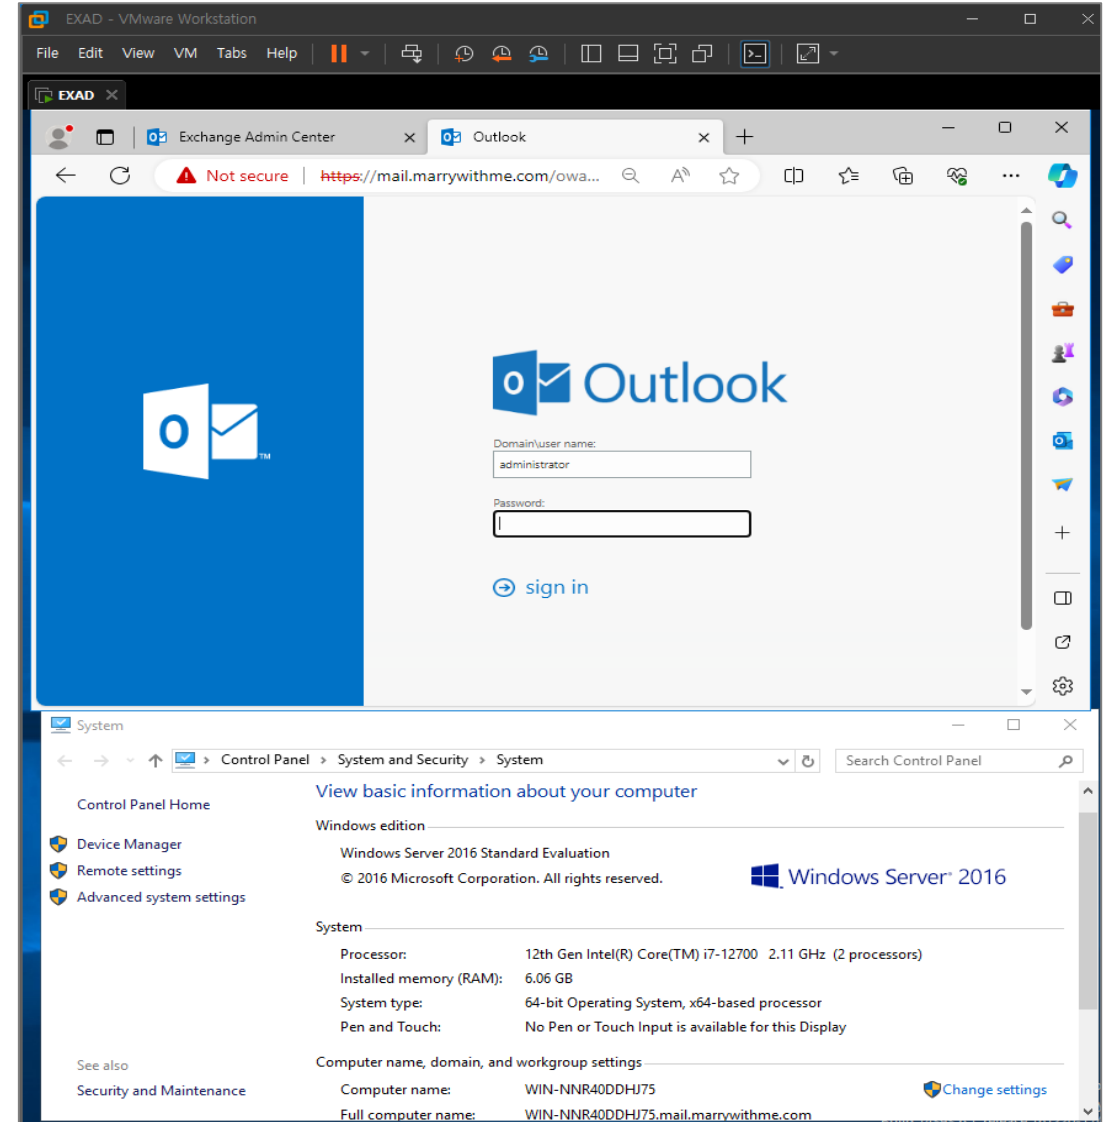 EXAD - VMware Workstation
File Edit View VM Tabs Help
EXAD
Exchange Admin Center
Outlook
Not secure https://mail.marrywithme.com/owa...
Outlook
O
TM
Domain\user name:
administrator
Password:
sign in
System
Control Panel > System and Security > System
Search Control Panel
Control Panel Home
View basic information about your computer
Windows edition
Device Manager
Windows Server 2016 Standard Evaluation
Remote settings
© 2016 Microsoft Corporation. All rights reserved.
Windows Server 2016
Advanced system settings
System
Processor: 12th Gen Intel(R) Core(TM) i7-12700 2.11 GHz (2 processors)
Installed memory (RAM): 6.06 GB
System type: 64-bit Operating System, x64-based processor
Pen and Touch: No Pen or Touch Input is available for this Display
See also
Computer name, domain, and workgroup settings
Security and Maintenance
Computer name: WIN-NNR40DDHJ75
Change settings
Full computer name: WIN-NNR40DDHJ75.mail.marrywithme.com